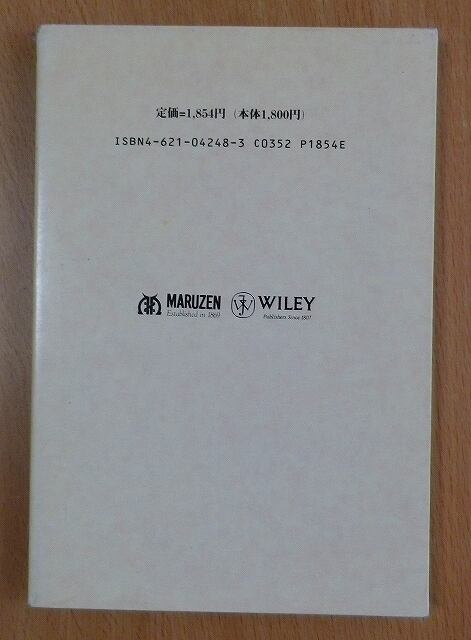 定価=1,854円 (本体1,800円)
ISBN4-621-04248-3 C0352 P1854E
MARUZEN
Established in 1869
WILEY
Publishers Since 1807